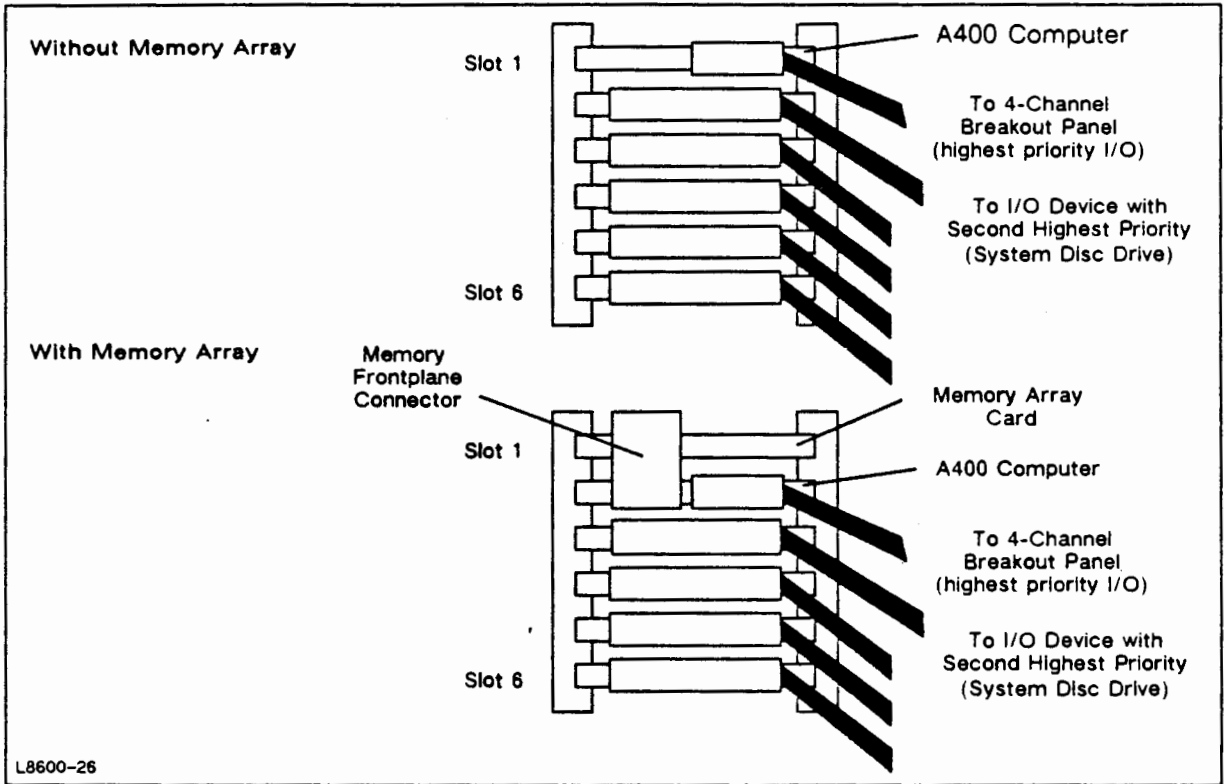 Without Memory Array
Slot 1
A400 Computer
To 4-Channel
Breakout Panel
(highest priority I/O)
To I/O Device with
Second Highest Priority
(System Disc Drive)
Slot 6
With Memory Array
Memory
Frontplane
Connector
Memory Array
Card
Slot 1
A400 Computer
To 4-Channel
Breakout Panel
(highest priority I/O)
To I/O Device with
Second Highest Priority
(System Disc Drive)
Slot 6
L8600-26